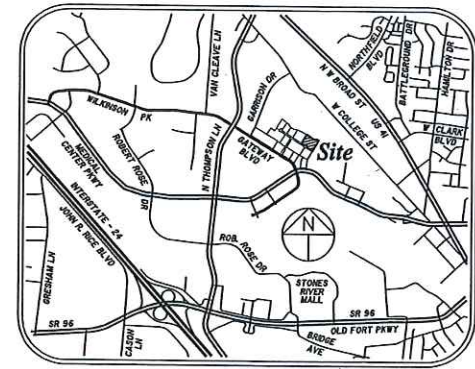 VAN CLEAVE LN
NORTHFIELD
BLVD
BATTLEGROUND DR
HAMILTON DR
N W BROAD ST US 41
W COLLEGE ST
W CLARK
BLVD
GARRISON DR
GATEWAY
BLVD
Site
WILKINSON PK
ROBERT ROSE DR
N THOMPSON LN
MEDICAL
CENTER PKWY
INTERSTATE - 24
JOHN R. RICE BLVD
GRESHAM LN
N
ROB. ROSE DR
STONES
RIVER
MALL
SR 96
CASON
LN
SR 96
OLD FORT PKWY
BRIDGE
AVE